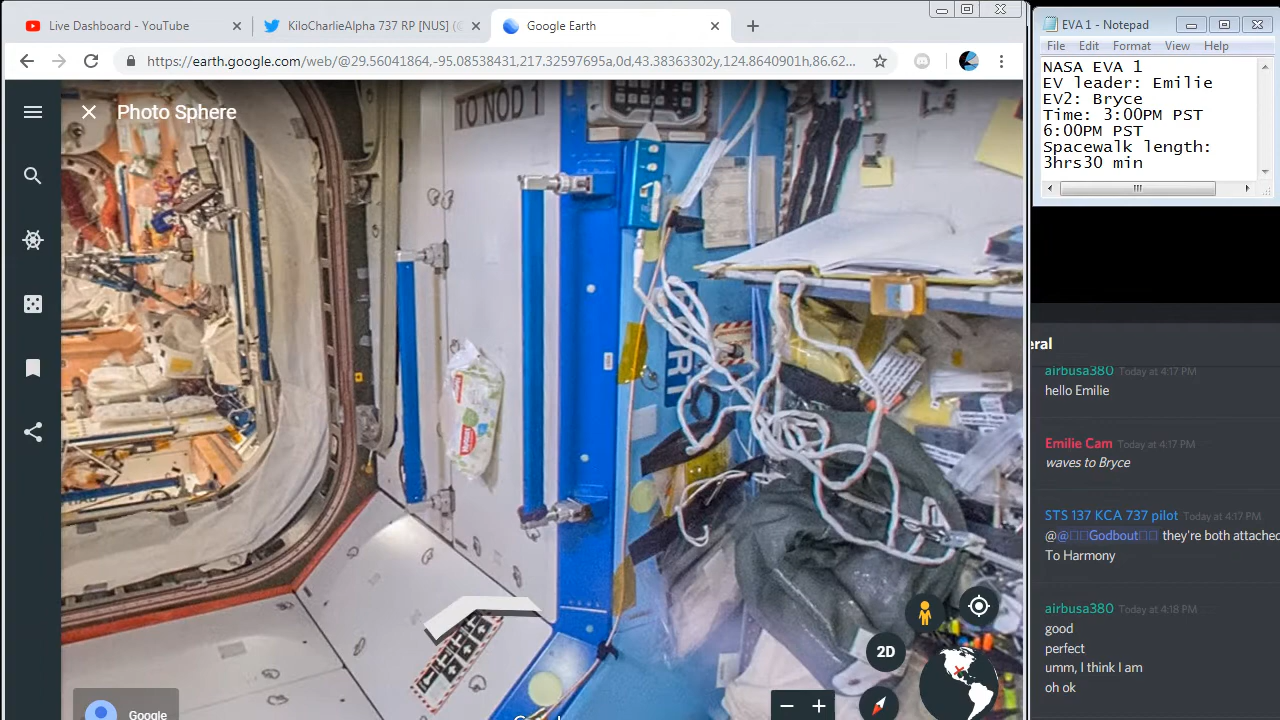 Live Dashboard - YouTube
KiloCharlieAlpha 737 RP [NUS] (
Google Earth
https://earth.google.com/web/@29.56041864,-95.08538431,217.32597695a,0d,43.38363302y,124.8640901h,86.62...
Photo Sphere
TO NOD 1
2D
Google
EVA 1 - Notepad
File Edit Format View Help
NASA EVA 1
EV leader: Emilie
EV2: Bryce
Time: 3:00PM PST
6:00PM PST
Spacewalk length:
3hrs30 min
eral
airbusa380 Today at 4:17 PM
hello Emilie
Emilie Cam Today at 4:17 PM
waves to Bryce
STS 137 KCA 737 pilot Today at 4:17 PM
@@Godbout they're both attached
To Harmony
airbusa380 Today at 4:18 PM
good
perfect
umm, I think I am
oh ok